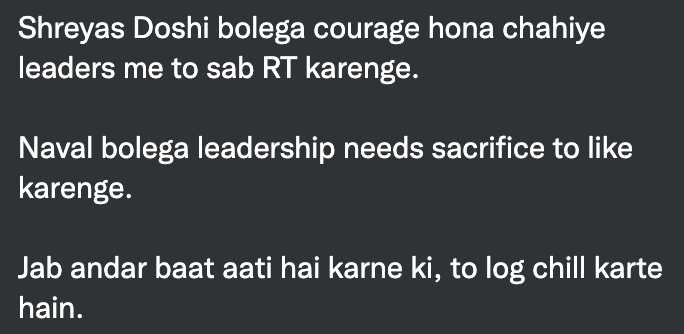 Shreyas Doshi bolega courage hona chahiye
leaders me to sab RT karenge.
Naval bolega leadership needs sacrifice to like
karenge.
Jab andar baat aati hai karne ki, to log chill karte
hain.